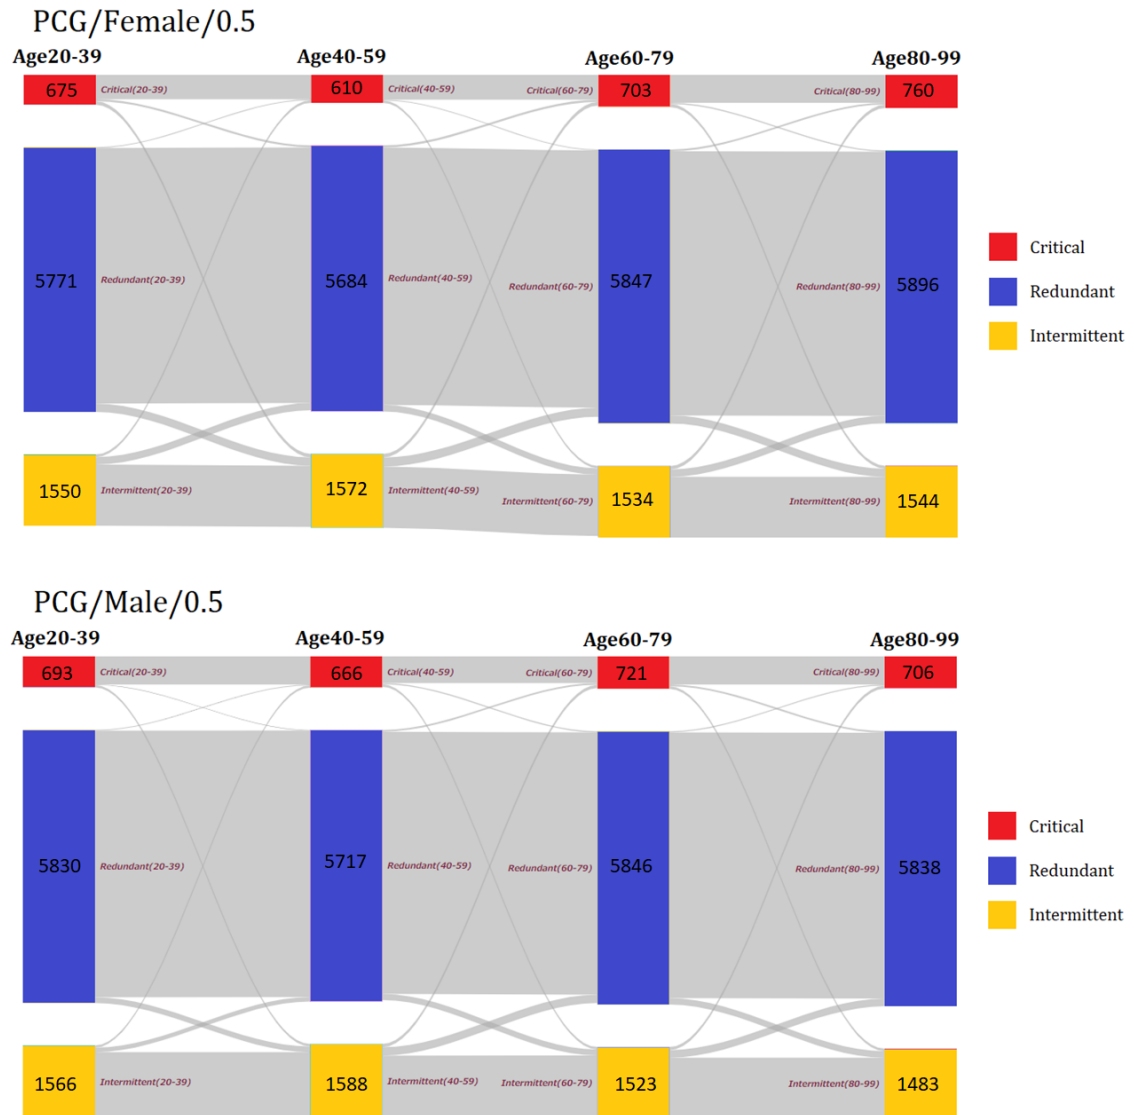 PCG/Female/0.5
Age20-39 Age40-59 Age60-79 Age80-99
675 Critical(20-39) 610 Critical(40-59) Critical(60-79) 703 Critical(80-99) 760
5771 Redundant(20-39) 5684 Redundant(40-59) Redundant(60-79) 5847 Redundant(80-99) 5896
1550 Intermittent(20-39) 1572 Intermittent(40-59) Intermittent(60-79) 1534 Intermittent(80-99) 1544
Critical
Redundant
Intermittent
PCG/Male/0.5
Age20-39 Age40-59 Age60-79 Age80-99
693 Critical(20-39) 666 Critical(40-59) Critical(60-79) 721 Critical(80-99) 706
5830 Redundant(20-39) 5717 Redundant(40-59) Redundant(60-79) 5846 Redundant(80-99) 5838
1566 Intermittent(20-39) 1588 Intermittent(40-59) Intermittent(60-79) 1523 Intermittent(80-99) 1483
Critical
Redundant
Intermittent